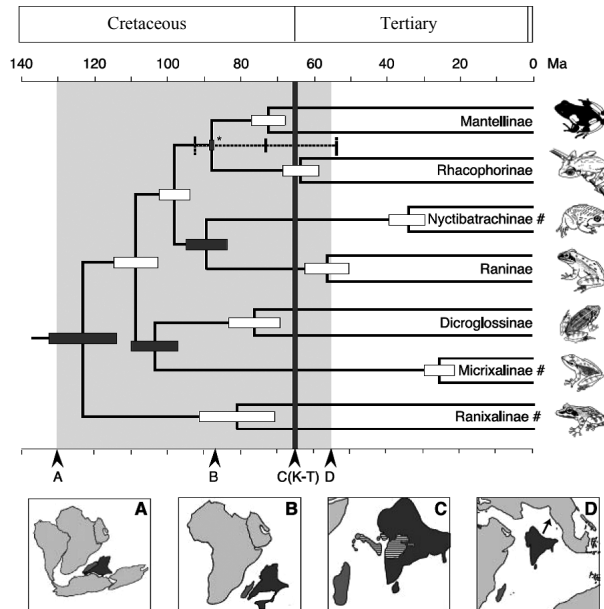 Cretaceous Tertiary
140 120 100 80 60 40 20 0 Ma
Mantellinae
*
Rhacophorinae
Nyctibatrachinae #
Raninae
Dicroglossinae
Micrixalinae #
Ranixalinae #
A B C(K-T) D
A B C D